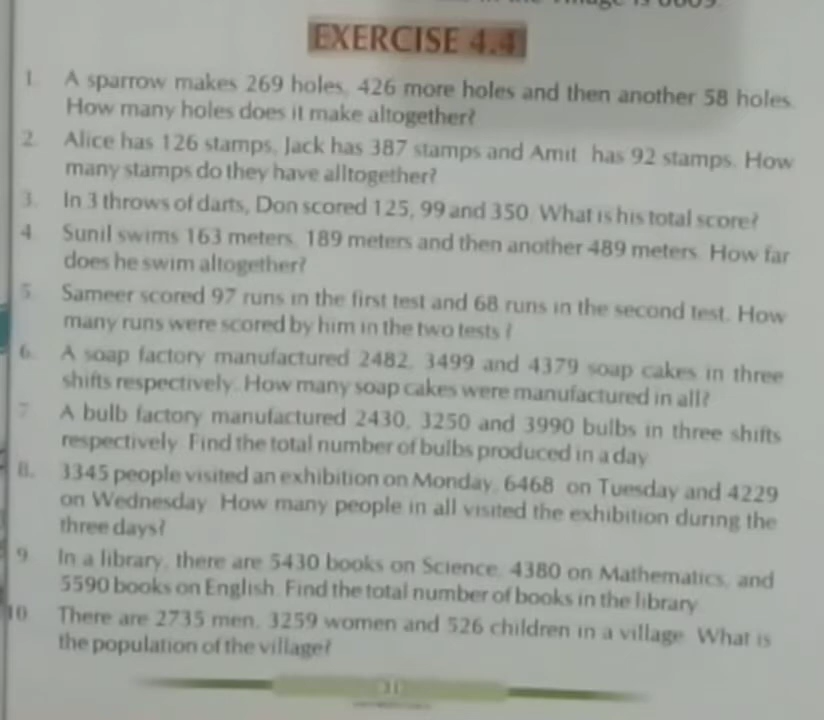 EXERCISE 4.4
1. A sparrow makes 269 holes, 426 more holes and then another 58 holes.
How many holes does it make altogether?
2. Alice has 126 stamps, Jack has 387 stamps and Amit has 92 stamps. How
many stamps do they have alltogether?
3. In 3 throws of darts, Don scored 125, 99 and 350. What is his total score?
4. Sunil swims 163 meters, 189 meters and then another 489 meters. How far
does he swim altogether?
5. Sameer scored 97 runs in the first test and 68 runs in the second test. How
many runs were scored by him in the two tests ?
6. A soap factory manufactured 2482, 3499 and 4379 soap cakes in three
shifts respectively. How many soap cakes were manufactured in all?
7. A bulb factory manufactured 2430, 3250 and 3990 bulbs in three shifts
respectively. Find the total number of bulbs produced in a day.
8. 3345 people visited an exhibition on Monday, 6468 on Tuesday and 4229
on Wednesday. How many people in all visited the exhibition during the
three days?
9. In a library, there are 5430 books on Science, 4380 on Mathematics, and
5590 books on English. Find the total number of books in the library.
10. There are 2735 men, 3259 women and 526 children in a village. What is
the population of the village?
31